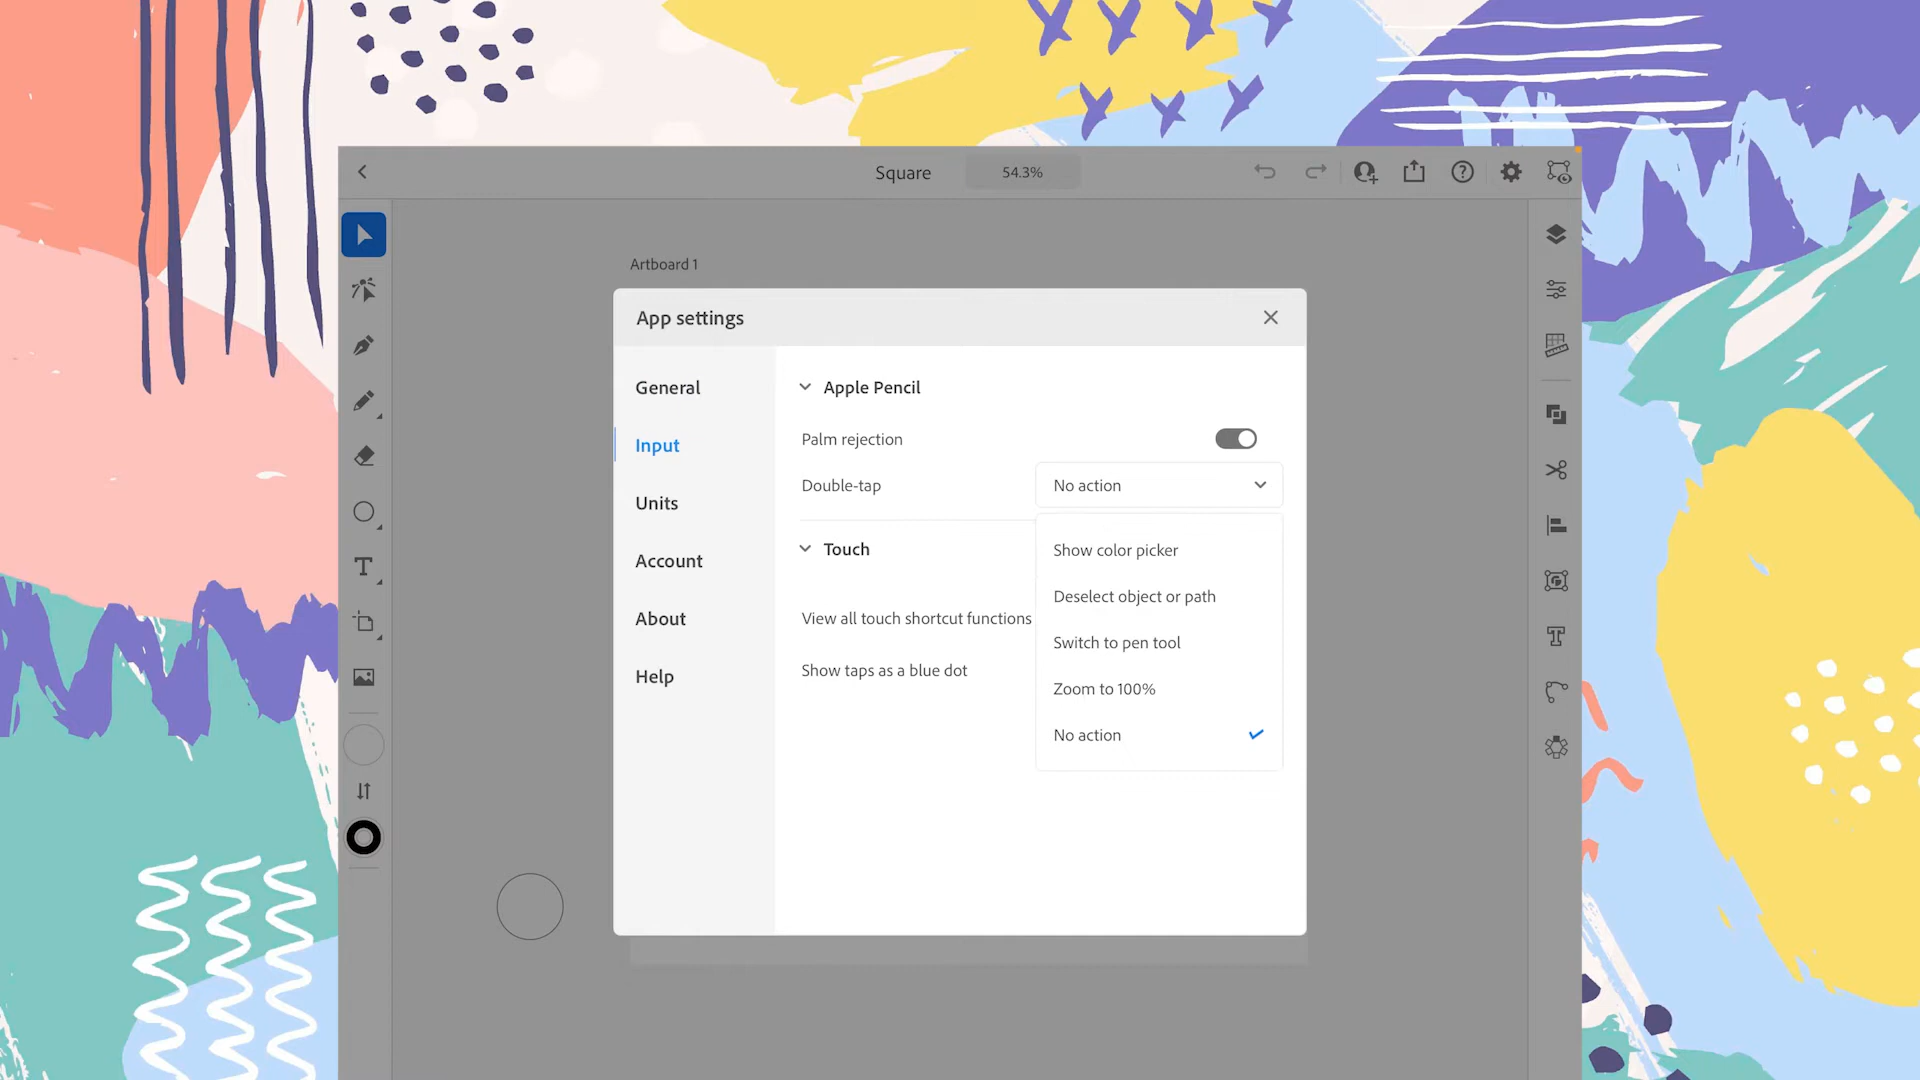 Square 54.3%
Artboard 1
App settings
General
Input
Units
Account
About
Help
Apple Pencil
Palm rejection
Double-tap No action
Touch
View all touch shortcut functions
Show taps as a blue dot
Show color picker
Deselect object or path
Switch to pen tool
Zoom to 100%
No action